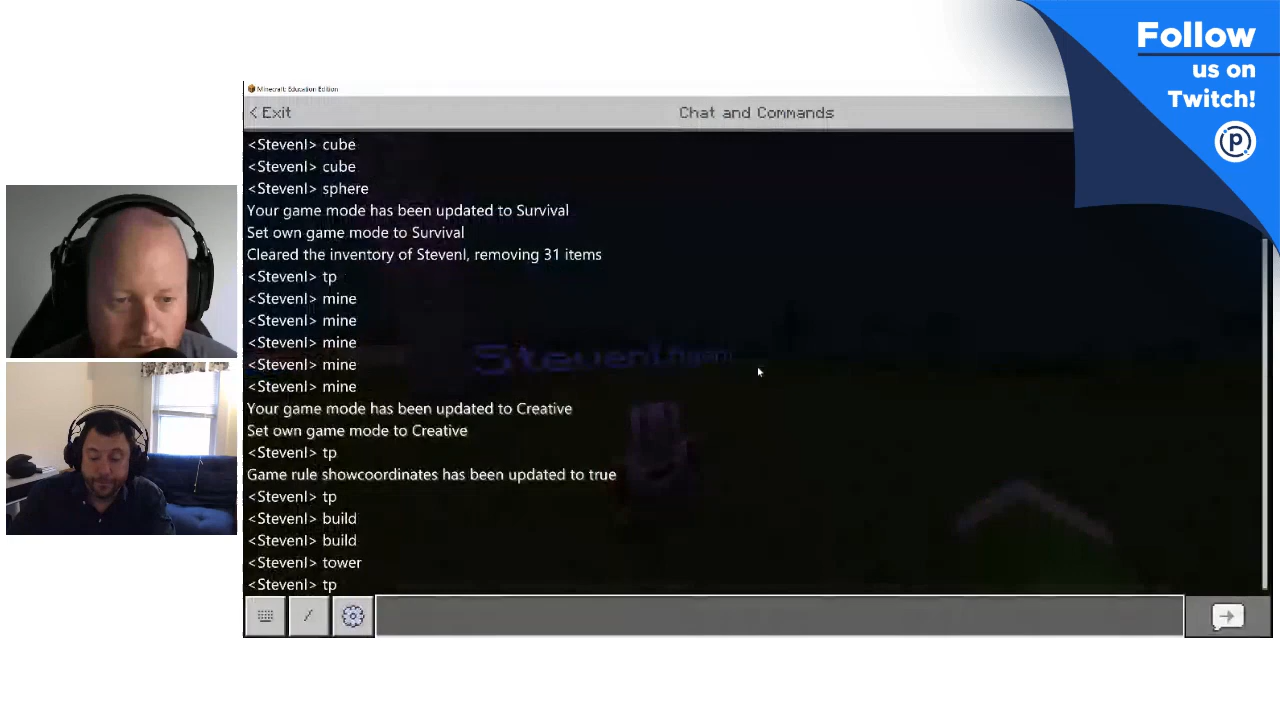 Follow
us on
Twitch!
Minecraft: Education Edition
< Exit
Chat and Commands
<StevenI> cube
<StevenI> cube
<StevenI> sphere
Your game mode has been updated to Survival
Set own game mode to Survival
Cleared the inventory of StevenI, removing 31 items
<StevenI> tp
<StevenI> mine
<StevenI> mine
<StevenI> mine
<StevenI> mine
<StevenI> mine
Your game mode has been updated to Creative
Set own game mode to Creative
<StevenI> tp
Game rule showcoordinates has been updated to true
<StevenI> tp
<StevenI> build
<StevenI> build
<StevenI> tower
<StevenI> tp
/